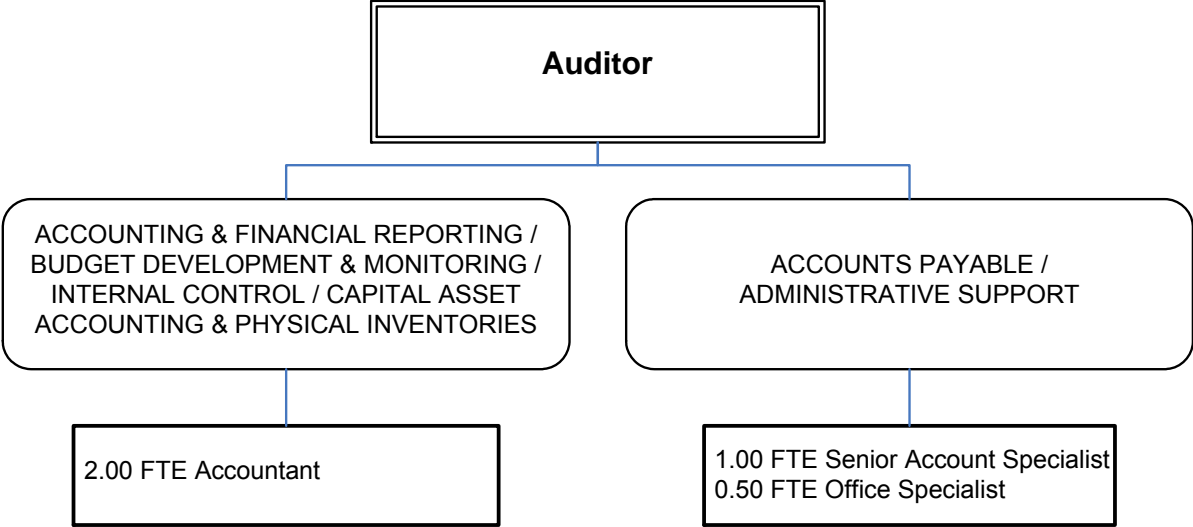 Auditor
ACCOUNTING & FINANCIAL REPORTING /
BUDGET DEVELOPMENT & MONITORING /
INTERNAL CONTROL / CAPITAL ASSET
ACCOUNTING & PHYSICAL INVENTORIES
ACCOUNTS PAYABLE /
ADMINISTRATIVE SUPPORT
2.00 FTE Accountant
1.00 FTE Senior Account Specialist
0.50 FTE Office Specialist